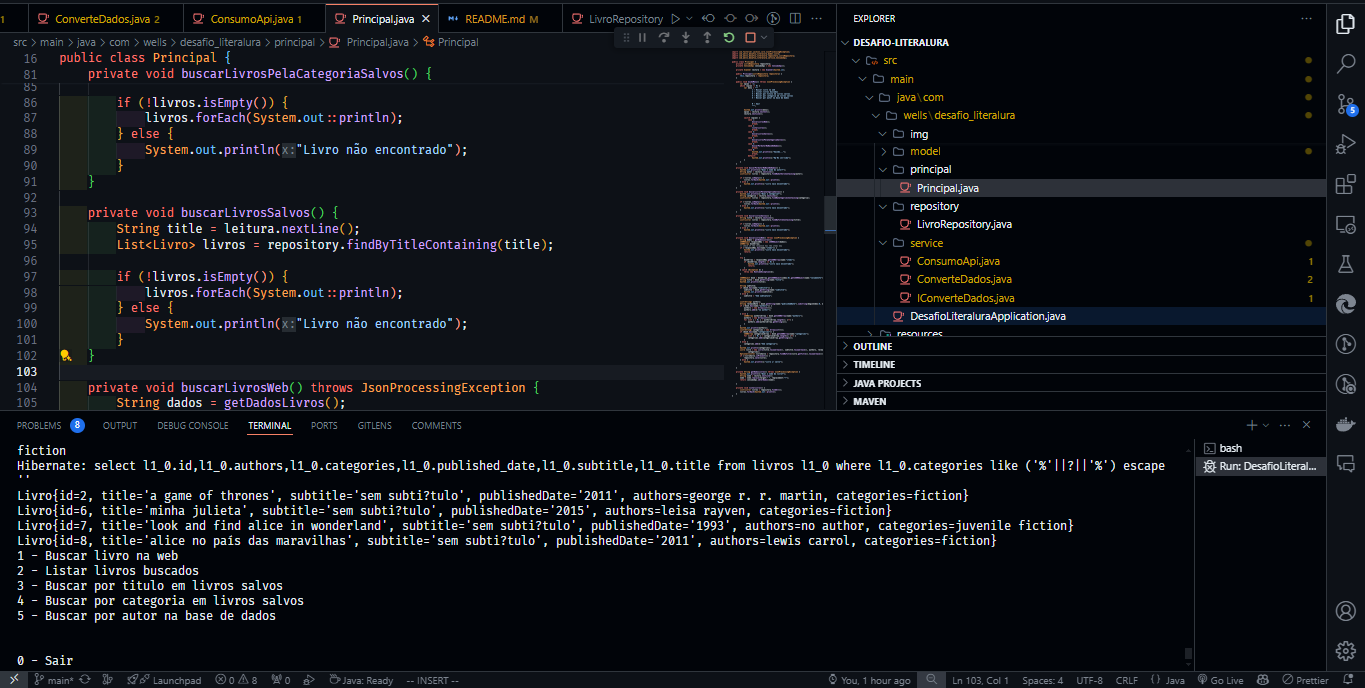 1
ConvertedDados.java 2
ConsumoApi.java 1
Principal.java
README.md M
LivroRepository
src > main > java > com > wells > desafio_literalura > principal > Principal.java > Principal
16 public class Principal {
81 private void buscarLivrosPelaCategoriaSalvos() {
85
86 if (!livros.isEmpty()) {
87 livros.forEach(System.out::println);
88 } else {
89 System.out.println(x:"Livro não encontrado");
90 }
91 }
92
93 private void buscarLivrosSalvos() {
94 String title = leitura.nextLine();
95 List<Livro> livros = repository.findByTitleContaining(title);
96
97 if (!livros.isEmpty()) {
98 livros.forEach(System.out::println);
99 } else {
100 System.out.println(x:"Livro não encontrado");
101 }
102 }
103
104 private void buscarLivrosWeb() throws JsonProcessingException {
105 String dados = getDadosLivros();
EXPLORER
DESAFIO-LITERALURA
src
main
java\com
wells\desafio_literalura
img
model
principal
Principal.java
repository
LivroRepository.java
service
ConsumoApi.java 1
ConverteDados.java 2
IConverteDados.java 1
DesafioLiteraluraApplication.java
resources
OUTLINE
TIMELINE
JAVA PROJECTS
MAVEN
5
PROBLEMS 8 OUTPUT DEBUG CONSOLE TERMINAL PORTS GITLENS COMMENTS
fiction
Hibernate: select l1_0.id,l1_0.authors,l1_0.categories,l1_0.published_date,l1_0.subtitle,l1_0.title from livros l1_0 where l1_0.categories like ('%'||?||'%') escape
''
Livro{id=2, title='a game of thrones', subtitle='sem subti?tulo', publishedDate='2011', authors=george r. r. martin, categories=fiction}
Livro{id=6, title='minha julieta', subtitle='sem subti?tulo', publishedDate='2015', authors=leisa rayven, categories=fiction}
Livro{id=7, title='look and find alice in wonderland', subtitle='sem subti?tulo', publishedDate='1993', authors=no author, categories=juvenile fiction}
Livro{id=8, title='alice no país das maravilhas', subtitle='sem subti?tulo', publishedDate='2011', authors=lewis carrol, categories=fiction}
1 - Buscar livro na web
2 - Listar livros buscados
3 - Buscar por titulo em livros salvos
4 - Buscar por categoria em livros salvos
5 - Buscar por autor na base de dados
0 - Sair
bash
Run: DesafioLiteral...
main* Launchpad 0 8 0 Java: Ready -- INSERT -- You, 1 hour ago Ln 103, Col 1 Spaces: 4 UTF-8 CRLF {} Java Go Live Prettier